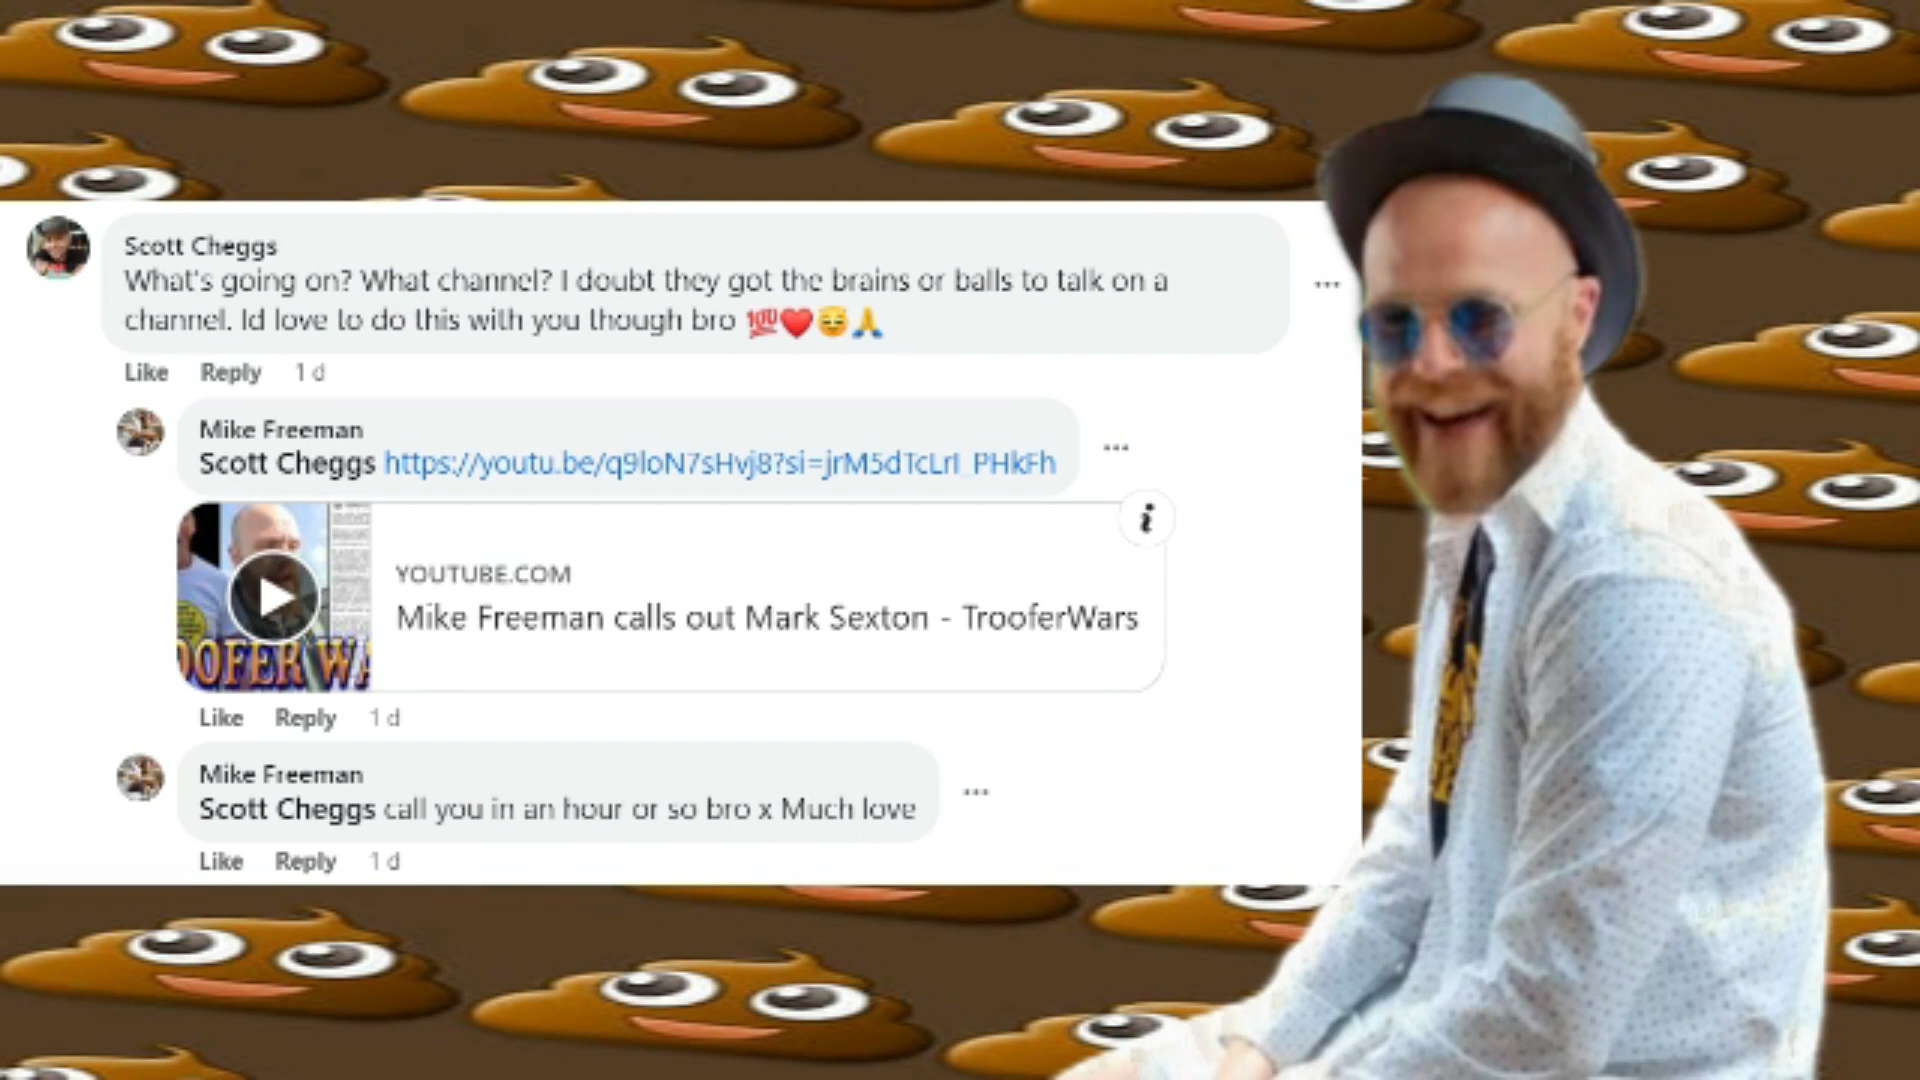 Scott Cheggs
What's going on? What channel? I doubt they got the brains or balls to talk on a
channel. Id love to do this with you though bro 💯❤️😇🙏
Like Reply 1 d
Mike Freeman
Scott Cheggs https://youtu.be/q9loN7sHvj8?si=jrM5dTcLrI_PHkFh
YOUTUBE.COM
Mike Freeman calls out Mark Sexton - TrooferWars
OOFER WA
Like Reply 1 d
Mike Freeman
Scott Cheggs call you in an hour or so bro x Much love
Like Reply 1 d